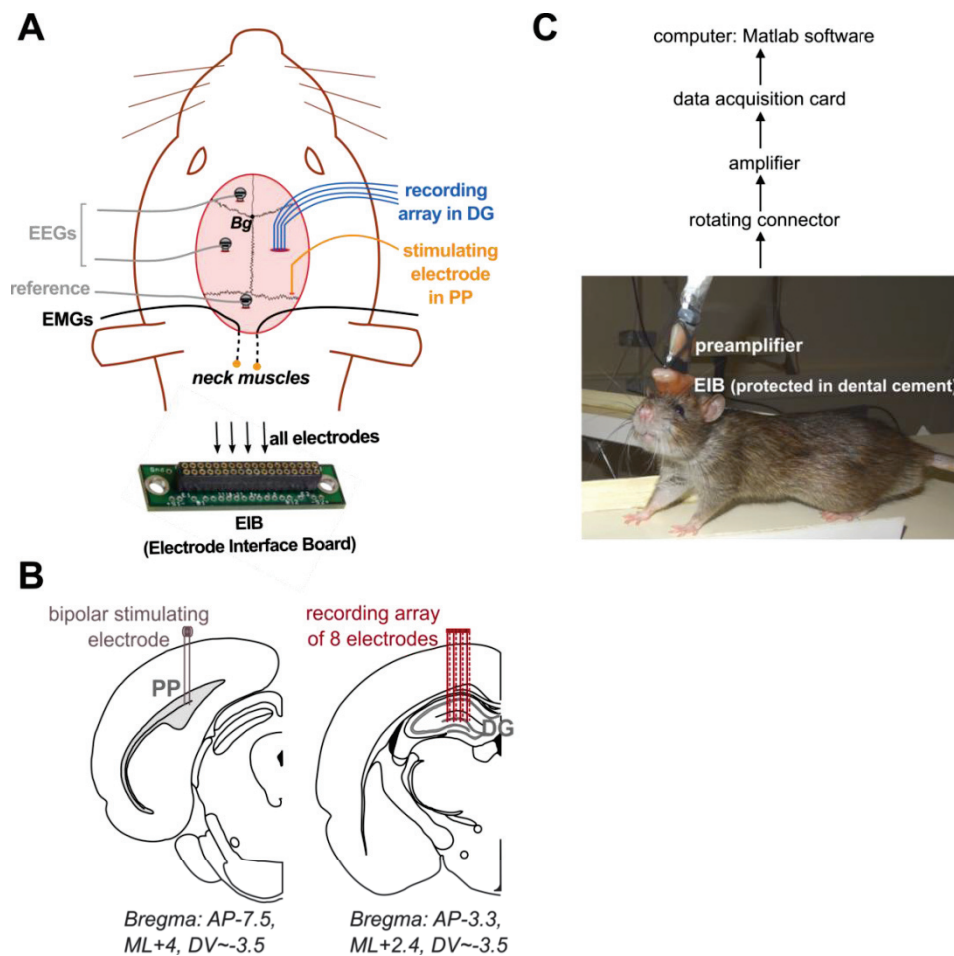 A
Bg
EEGs
reference
EMGs
recording
array in DG
stimulating
electrode
in PP
neck muscles
all electrodes
EIB
(Electrode Interface Board)
B
bipolar stimulating
electrode
PP
Bregma: AP-7.5,
ML+4, DV~-3.5
recording array
of 8 electrodes
DG
Bregma: AP-3.3,
ML+2.4, DV~-3.5
C
computer: Matlab software
data acquisition card
amplifier
rotating connector
preamplifier
EIB (protected in dental cement)